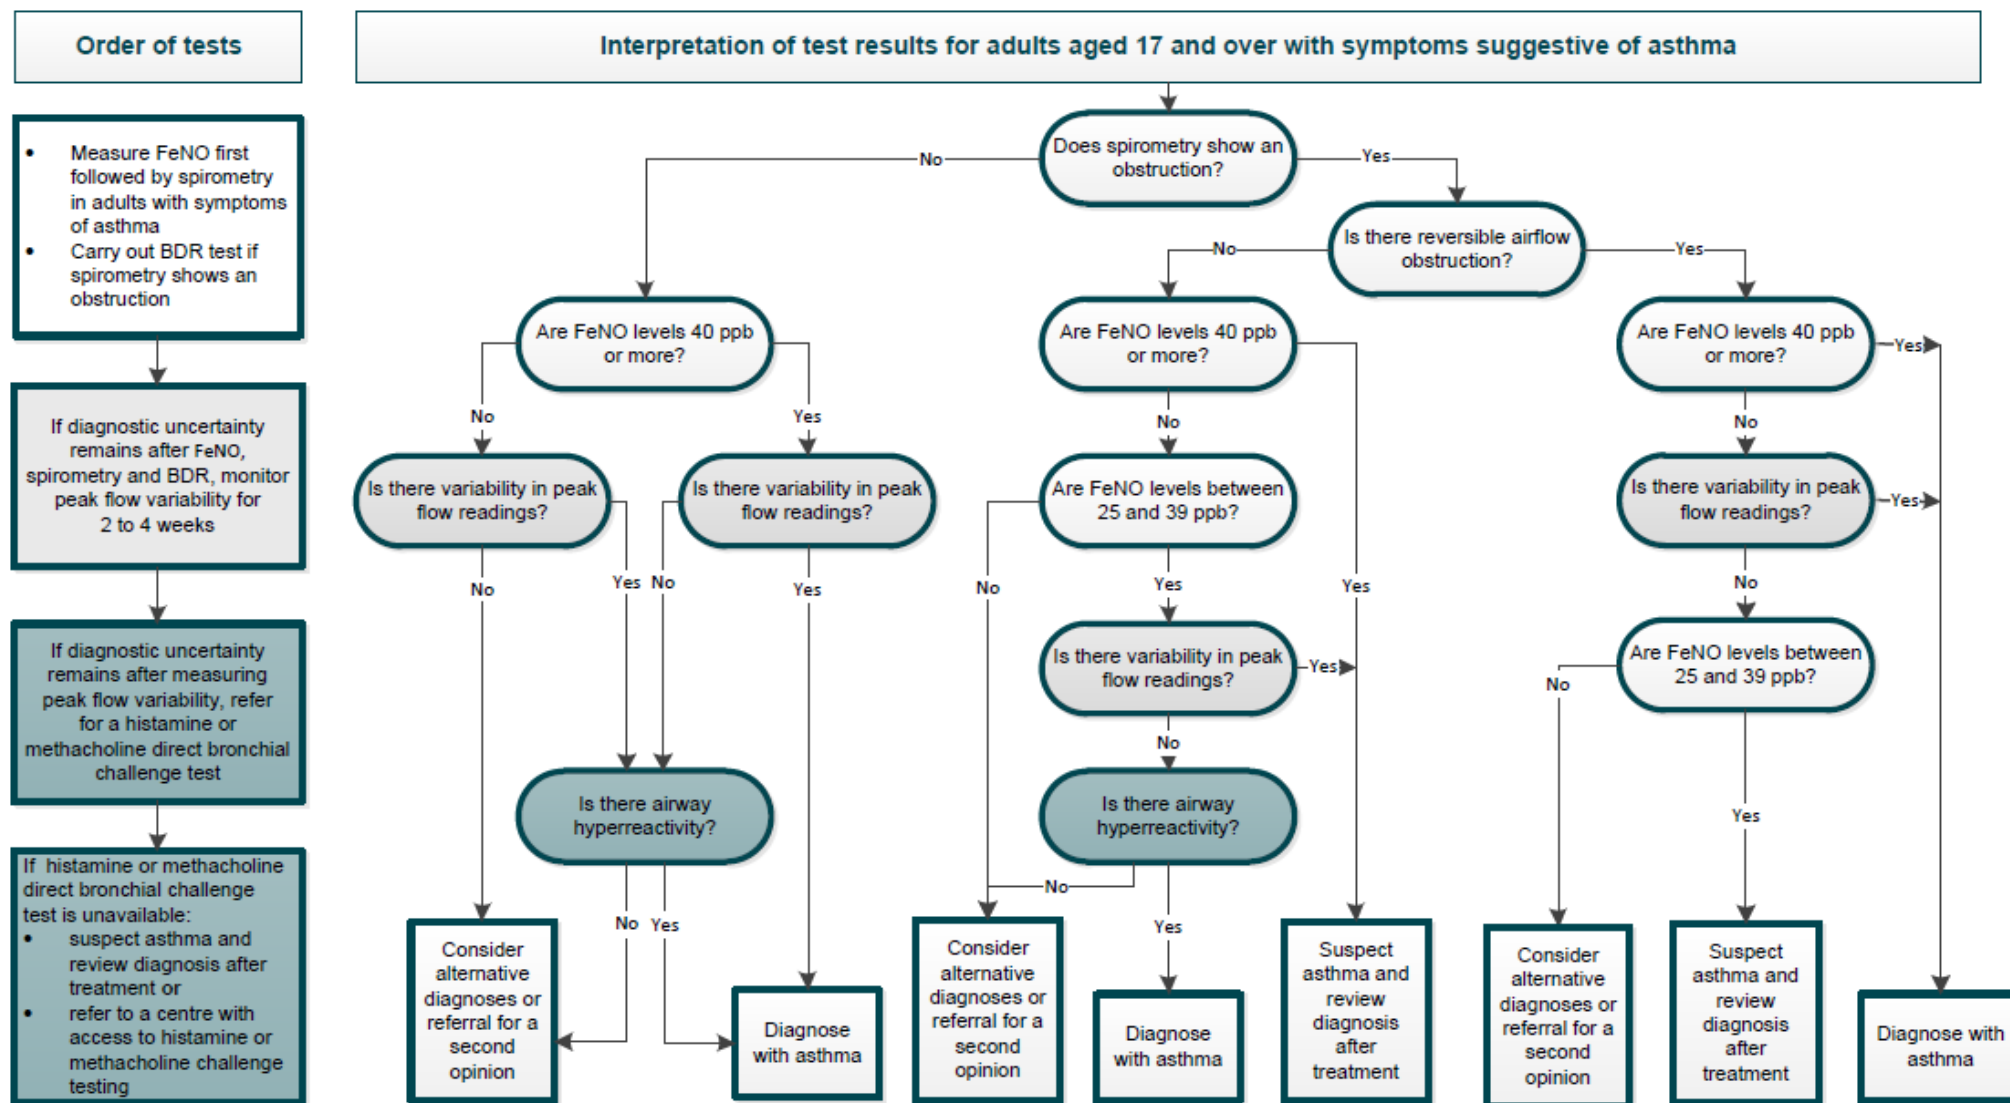 Order of tests
Interpretation of test results for adults aged 17 and over with symptoms suggestive of asthma
• Measure FeNO first
followed by spirometry
in adults with symptoms
of asthma
• Carry out BDR test if
spirometry shows an
obstruction
If diagnostic uncertainty
remains after FeNO,
spirometry and BDR, monitor
peak flow variability for
2 to 4 weeks
If diagnostic uncertainty
remains after measuring
peak flow variability, refer
for a histamine or
methacholine direct bronchial
challenge test
If histamine or methacholine
direct bronchial challenge
test is unavailable:
• suspect asthma and
review diagnosis after
treatment or
• refer to a centre with
access to histamine or
methacholine challenge
testing
Does spirometry show an
obstruction?
No
Yes
Is there reversible airflow
obstruction?
No
Yes
Are FeNO levels 40 ppb
or more?
No
Yes
Are FeNO levels 40 ppb
or more?
No
Yes
Are FeNO levels 40 ppb
or more?
Yes
No
Is there variability in peak
flow readings?
No
Yes
Is there variability in peak
flow readings?
No
Yes
Are FeNO levels between
25 and 39 ppb?
No
Yes
Is there variability in peak
flow readings?
Yes
No
Is there variability in peak
flow readings?
Yes
No
Are FeNO levels between
25 and 39 ppb?
No
Yes
Is there airway
hyperreactivity?
No
Yes
Is there airway
hyperreactivity?
No
Yes
Consider
alternative
diagnoses or
referral for a
second
opinion
Diagnose
with asthma
Consider
alternative
diagnoses or
referral for a
second
opinion
Diagnose
with asthma
Suspect
asthma and
review
diagnosis
after
treatment
Consider
alternative
diagnoses or
referral for a
second
opinion
Suspect
asthma and
review
diagnosis
after
treatment
Diagnose with
asthma